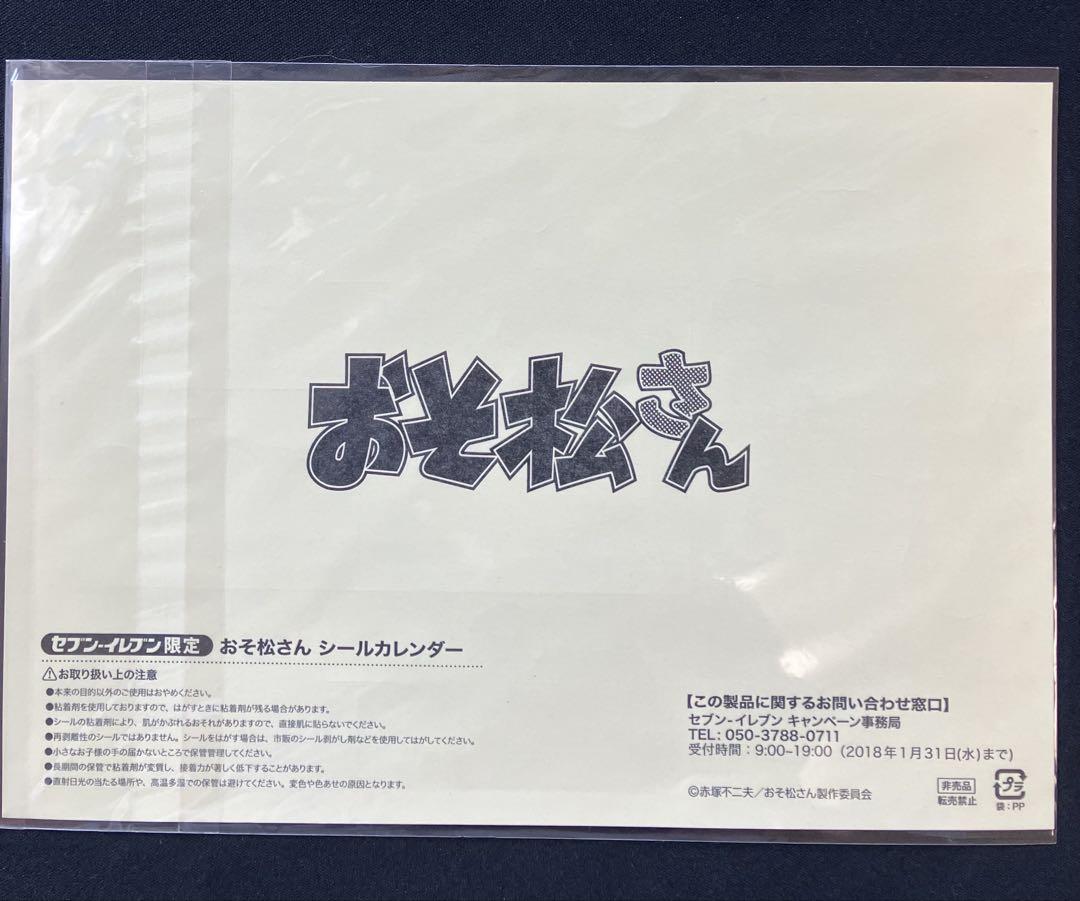 おそ松さん
セブン-イレブン限定 おそ松さん シールカレンダー
⚠お取り扱い上の注意
●本来の目的以外のご使用はおやめください。
●粘着剤を使用しておりますので、はがすときに粘着剤が残る場合があります。
●シールの粘着剤により、肌がかぶれるおそれがありますので、直接肌に貼らないでください。
●再剥離性のシールではありません。シールをはがす場合は、市販のシール剥がし剤などを使用してはがしてください。
●小さなお子様の手の届かないところで保管管理してください。
●長期間の保管で粘着剤が変質し、接着力が著しく低下することがあります。
●直射日光の当たる場所や、高温多湿での保管は避けてください。変色や色あせの原因となります。
【この製品に関するお問い合わせ窓口】
セブン-イレブン キャンペーン事務局
TEL: 050-3788-0711
受付時間：9:00-19:00（2018年1月31日(水)まで）
©赤塚不二夫／おそ松さん製作委員会
非売品
転売禁止
プラ
袋：PP